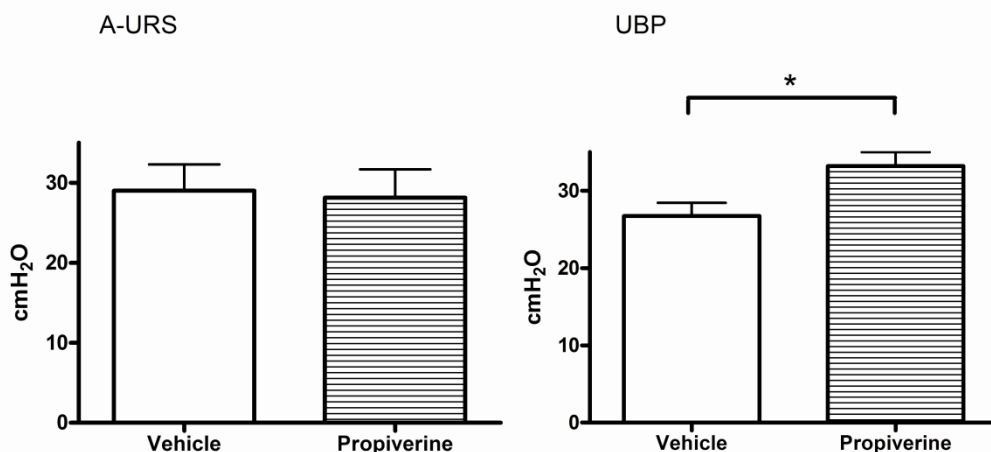 A-URS
cmH₂O
30
20
10
0
Vehicle Propiverine
UBP
*
cmH₂O
30
20
10
0
Vehicle Propiverine